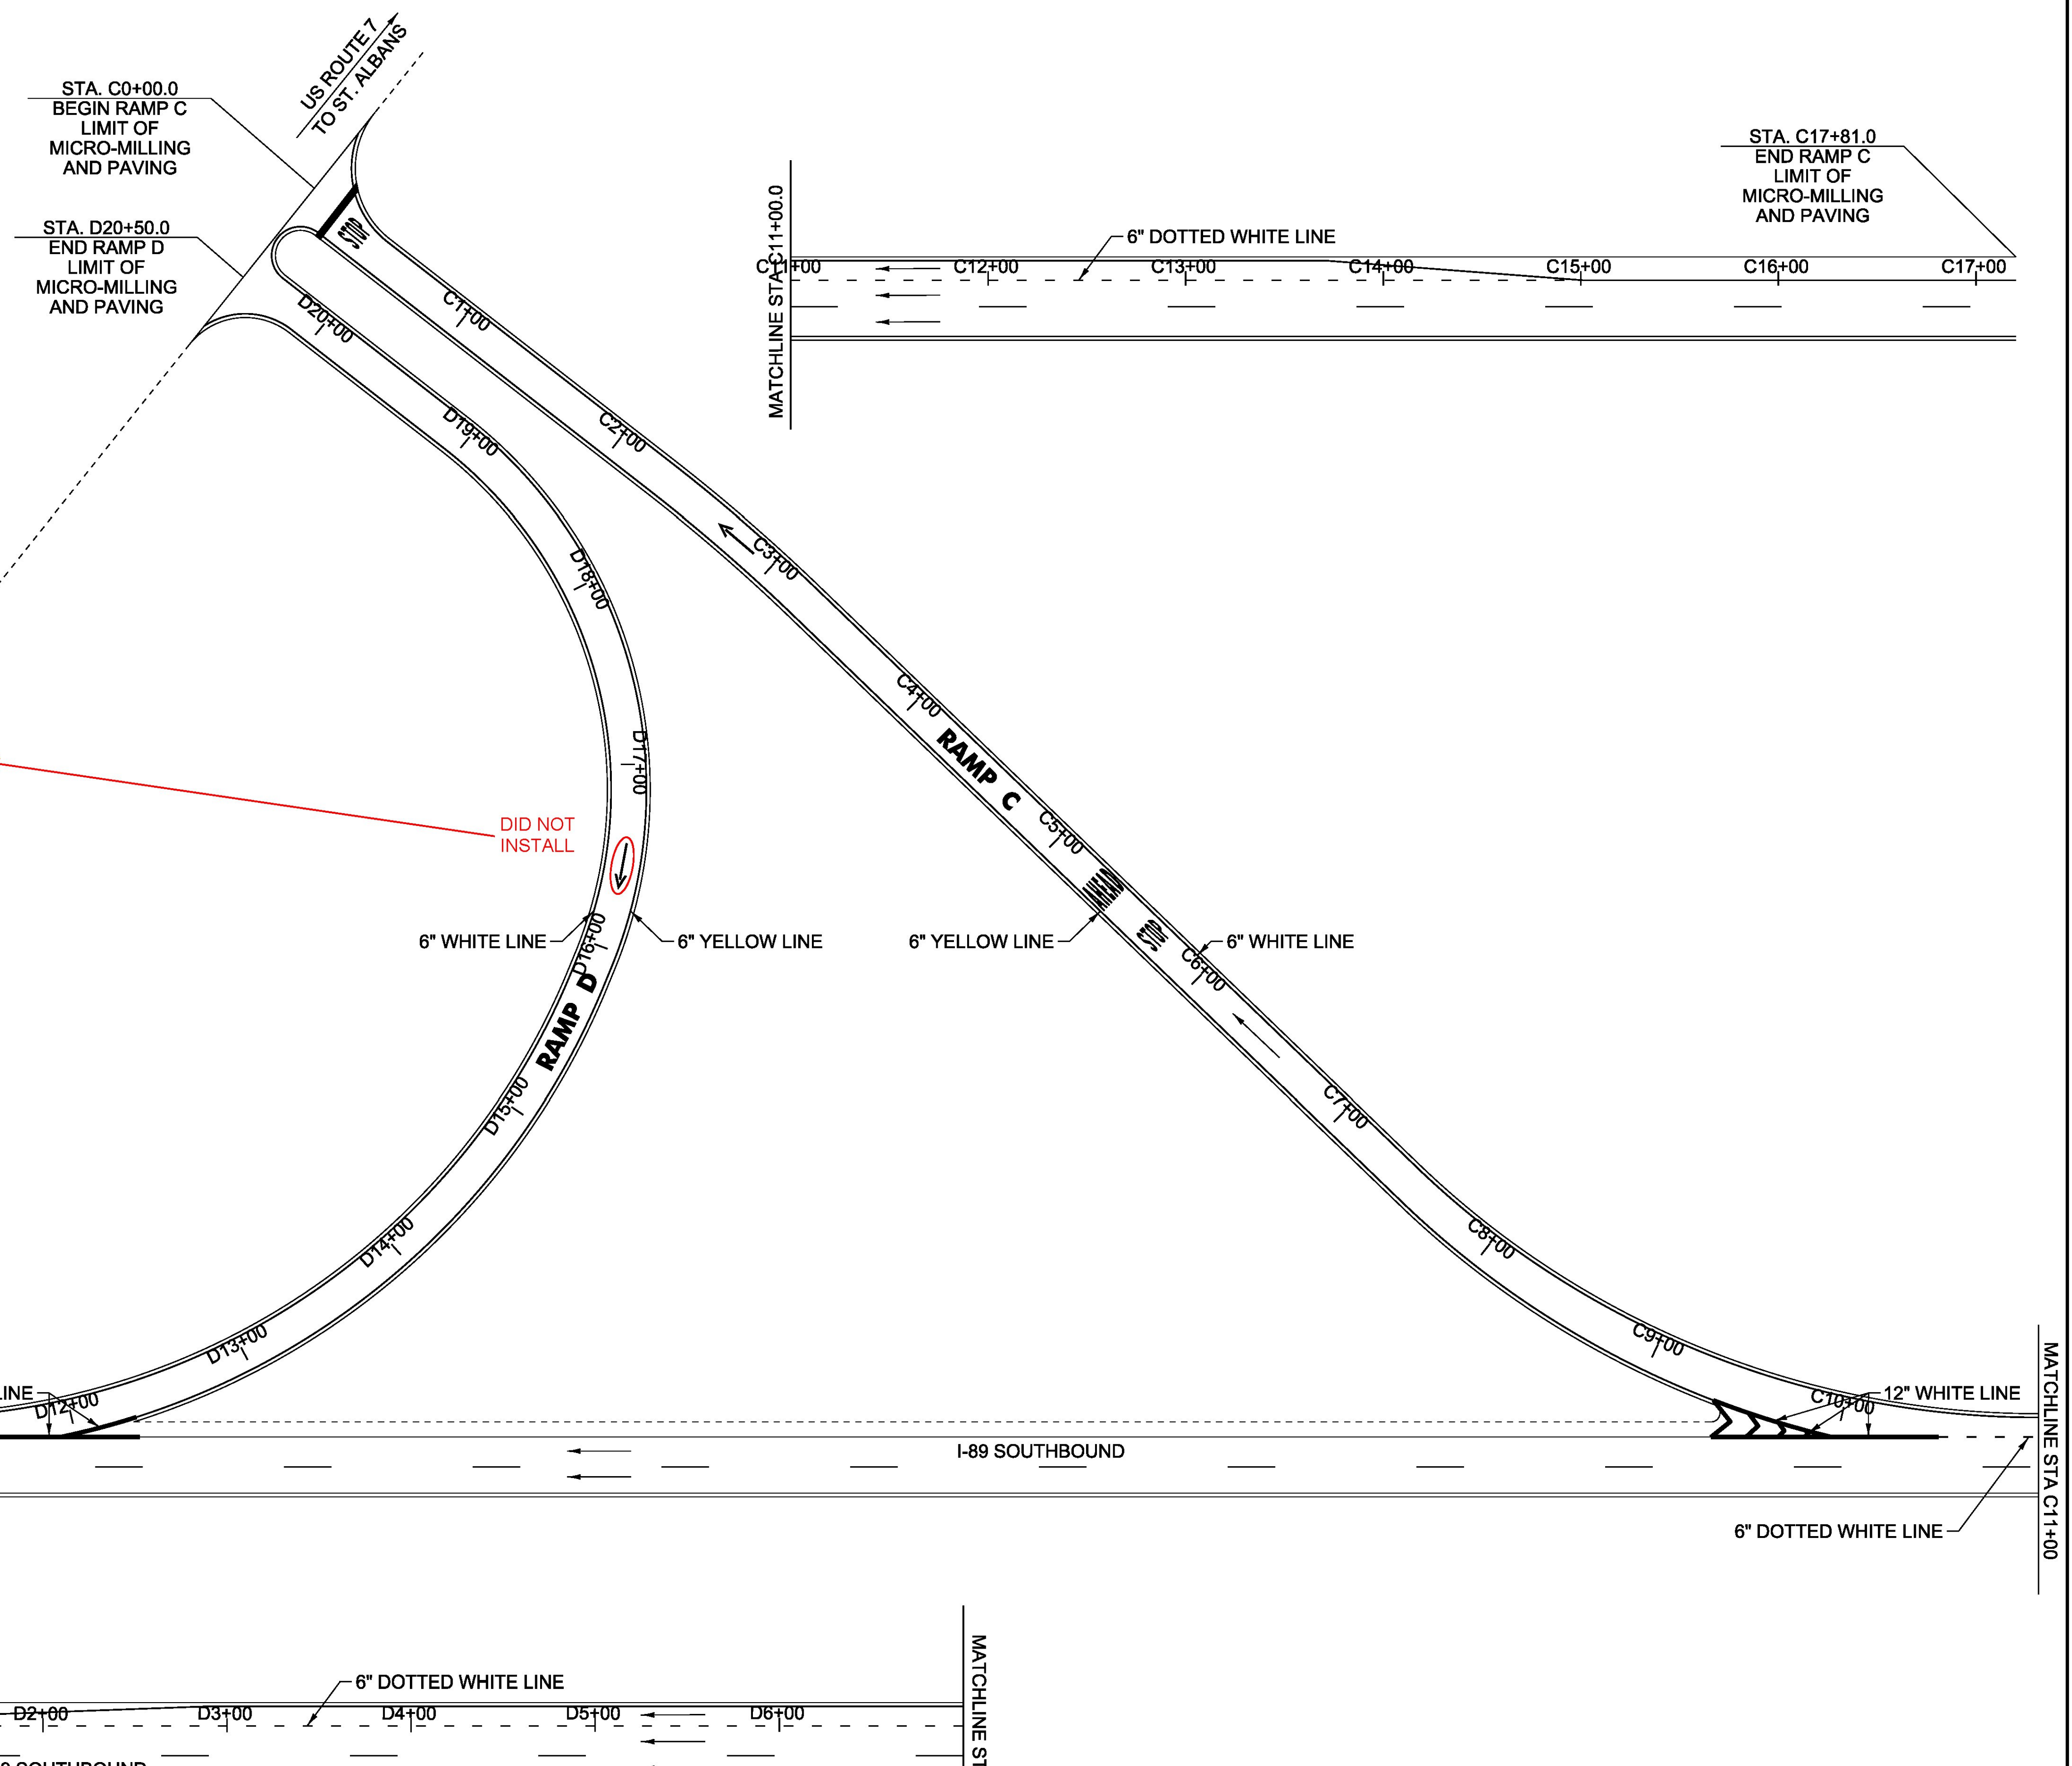 US ROUTE 7
TO ST. ALBANS
STA. C0+00.0
BEGIN RAMP C
LIMIT OF
MICRO-MILLING
AND PAVING
STA. D20+50.0
END RAMP D
LIMIT OF
MICRO-MILLING
AND PAVING
STOP
STA. C17+81.0
END RAMP C
LIMIT OF
MICRO-MILLING
AND PAVING
MATCHLINE STA C11+00.0
6" DOTTED WHITE LINE
C11+00
C12+00
C13+00
C14+00
C15+00
C16+00
C17+00
C1+00
C2+00
C3+00
C4+00
RAMP C
C5+00
C6+00
C7+00
C8+00
C9+00
C10+00
D20+00
D19+00
D18+00
D17+00
DID NOT
INSTALL
6" WHITE LINE
6" YELLOW LINE
6" YELLOW LINE
6" WHITE LINE
D16+00
RAMP D
D15+00
D14+00
D13+00
D12+00
LINE
12" WHITE LINE
I-89 SOUTHBOUND
6" DOTTED WHITE LINE
MATCHLINE STA C11+00
6" DOTTED WHITE LINE
D2+00
D3+00
D4+00
D5+00
D6+00
MATCHLINE ST
SOUTHBOUND